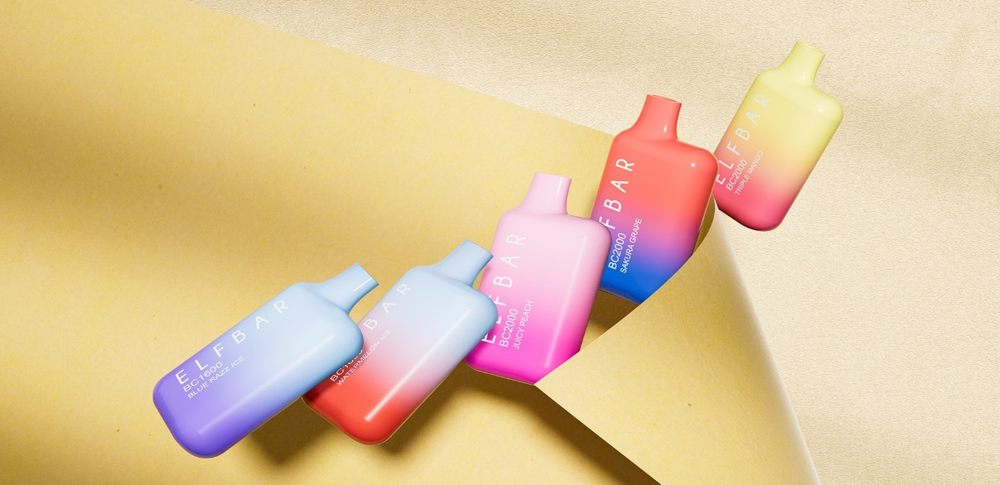 ELFBAR
BC1600
BLUE RAZZ ICE
BAR
WATERMELON ICE
ELFBAR
BC2000
JUICY PEACH
FBAR
BC2000
SAKURA GRAPE
ELFBAR
BC2000
TRIPLE MANGO